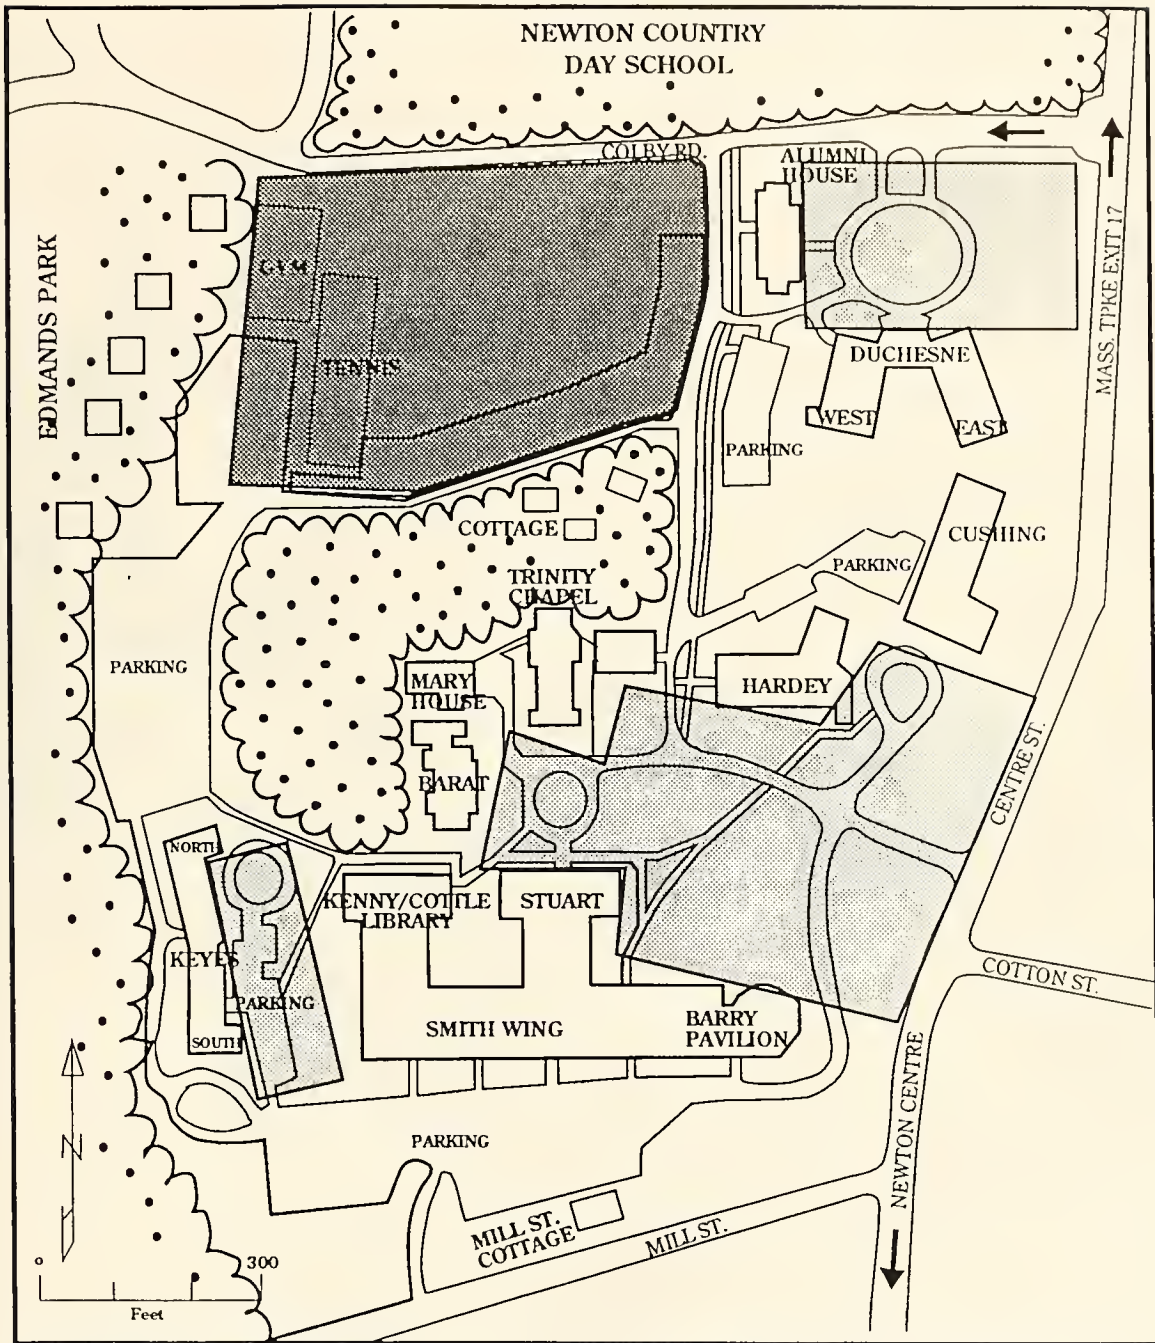 NEWTON COUNTRY
DAY SCHOOL
COLBY RD.
ALUMNI
HOUSE
MASS. TPKE EXIT 17
EDMANDS PARK
GYM
TENNIS
DUCHESNE
WEST
EAST
PARKING
COTTAGE
CUSHING
TRINITY
CHAPEL
PARKING
PARKING
MARY
HOUSE
HARDEY
BARAT
CENTRE ST.
NORTH
KENNY/COTTLE
LIBRARY
STUART
KEYES
PARKING
COTTON ST.
SMITH WING
BARRY
PAVILION
SOUTH
NEWTON CENTRE
PARKING
N
MILL ST.
COTTAGE
MILL ST.
0
300
Feet